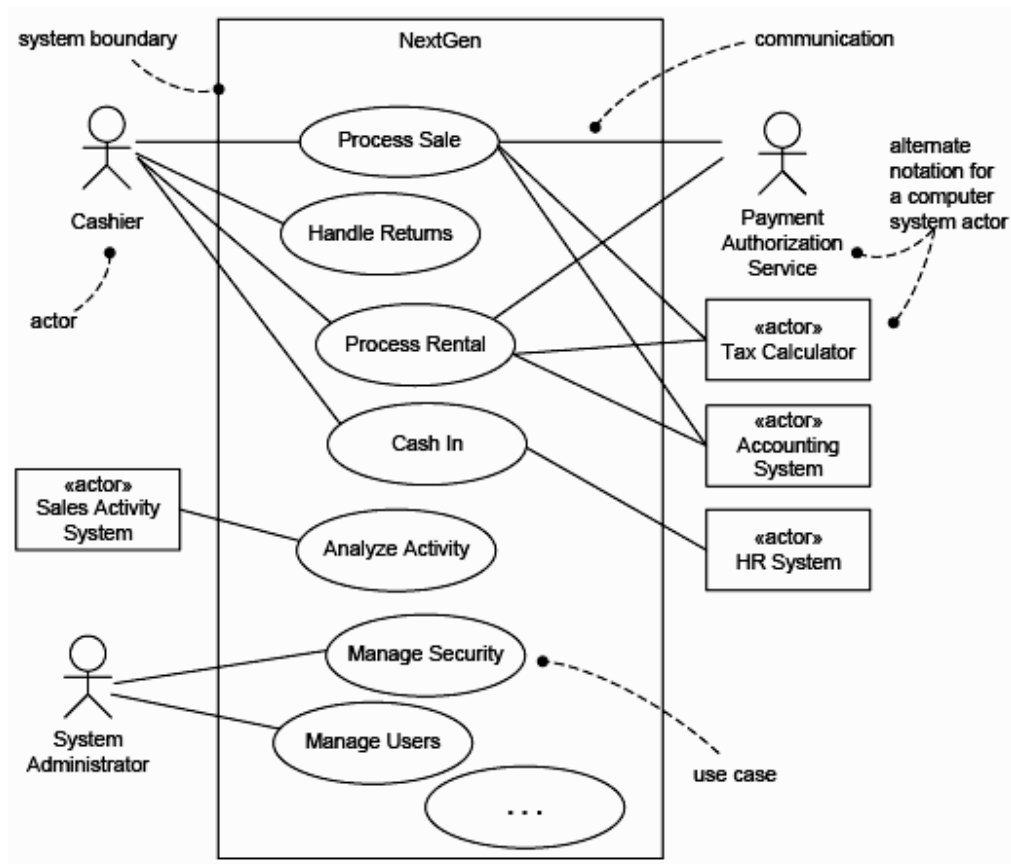 system boundary
NextGen
communication
Process Sale
alternate
notation for
a computer
system actor
Cashier
Handle Returns
Payment
Authorization
Service
actor
Process Rental
«actor»
Tax Calculator
Cash In
«actor»
Accounting
System
«actor»
Sales Activity
System
Analyze Activity
«actor»
HR System
Manage Security
System
Administrator
Manage Users
use case
. . .